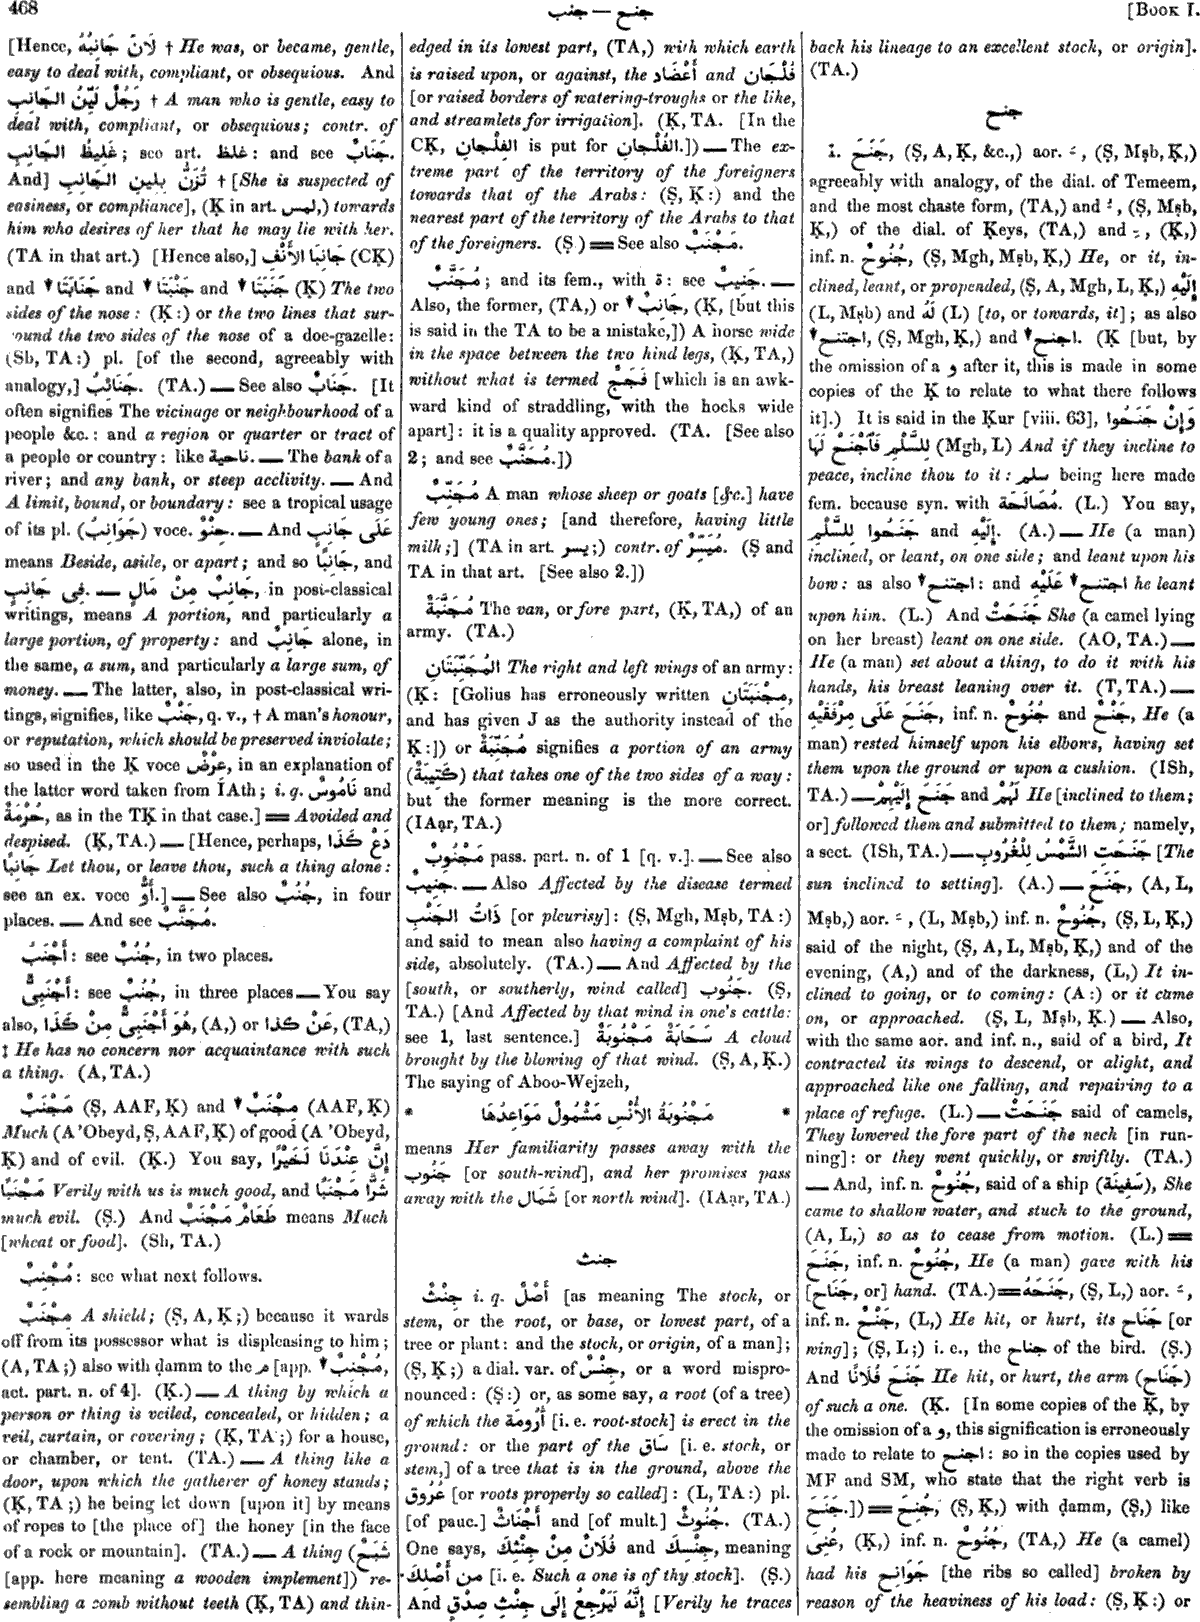 468
جنب — جنح
[Book I.
[Hence, لَانَ جَانِبُهُ † He was, or became, gentle,
easy to deal with, compliant, or obsequious. And
رَجُلٌ لَيِّنُ الجَانِبِ † A man who is gentle, easy to
deal with, compliant, or obsequious; contr. of
غَلِيظُ الجَانِبِ; see art. غلظ: and see جَنَابٌ.
And] تُزَنُّ بِلِينِ الجَانِبِ † [She is suspected of
easiness, or compliance], (Ḳ in art. لمس,) towards
him who desires of her that he may lie with her.
(TA in that art.) [Hence also,] جَانِبَا الأَنْفِ (CḲ)
and جَنَابَتَا ▼ and جَنْبَتَا ▼ and جَنَبَتَا ▼ (Ḳ) The two
sides of the nose: (Ḳ:) or the two lines that sur-
round the two sides of the nose of a doe-gazelle:
(Sb, TA:) pl. [of the second, agreeably with
analogy,] جَنَائِبُ. (TA.) — See also جَنَابٌ. [It
often signifies The vicinage or neighbourhood of a
people &c.: and a region or quarter or tract of
a people or country: like نَاحِيَة. — The bank of a
river; and any bank, or steep acclivity. — And
A limit, bound, or boundary: see a tropical usage
of its pl. (جَوَانِبُ) voce حِنْوٌ. — And عَلَى جَانِبٍ
means Beside, aside, or apart; and so جَانِبًا, and
فِى جَانِبٍ. — جَانِبٌ مِنْ مَالٍ, in post-classical
writings, means A portion, and particularly a
large portion, of property: and جَانِبٌ alone, in
the same, a sum, and particularly a large sum, of
money. — The latter, also, in post-classical wri-
tings, signifies, like جَنْبٌ, q. v., † A man's honour,
or reputation, which should be preserved inviolate;
so used in the Ḳ voce عِرْضٌ, in an explanation of
the latter word taken from IAth; i. q. نَامُوسٌ and
حُرْمَةٌ, as in the TḲ in that case.] = Avoided and
despised. (Ḳ, TA.) — [Hence, perhaps, دَعْ كَذَا
جَانِبًا Let thou, or leave thou, such a thing alone:
see an ex. voce أَوٌّ.] — See also جُنُبٌ, in four
places. — And see مُجَنَّبٌ.
أَجْنَبُ: see جُنُبٌ, in two places.
أَجْنَبِىٌّ: see جُنُبٌ, in three places — You say
also, هُوَ أَجْنَبِىٌّ مِنْ كَذَا, (A,) or عَنْ كَذَا, (TA,)
‡ He has no concern nor acquaintance with such
a thing. (A, TA.)
مَجْنَبٌ (Ṣ, AAF, Ḳ) and مِجْنَبٌ ▼ (AAF, Ḳ)
Much (A 'Obeyd, Ṣ, AAF, Ḳ) of good (A 'Obeyd,
Ḳ) and of evil. (Ḳ.) You say, إِنَّ عِنْدَنَا لَخَيْرًا
مَجْنَبًا Verily with us is much good, and شَرًّا مَجْنَبًا
much evil. (Ṣ.) And طَعَامٌ مَجْنَبٌ means Much
[wheat or food]. (Sh, TA.)
مُجْنِبٌ: see what next follows.
مِجْنَبٌ A shield; (Ṣ, A, Ḳ;) because it wards
off from its possessor what is displeasing to him;
(A, TA;) also with ḍamm to the م [app. مُجْنِبٌ ▼,
act. part. n. of 4]. (Ḳ.) — A thing by which a
person or thing is veiled, concealed, or hidden; a
veil, curtain, or covering; (Ḳ, TA;) for a house,
or chamber, or tent. (TA.) — A thing like a
door, upon which the gatherer of honey stands;
(Ḳ, TA;) he being let down [upon it] by means
of ropes to [the place of] the honey [in the face
of a rock or mountain]. (TA.) — A thing (شَبَحٌ
[app. here meaning a wooden implement]) re-
sembling a comb without teeth (Ḳ, TA) and thin-
edged in its lowest part, (TA,) with which earth
is raised upon, or against, the أَعْضَاد and فُلْجَان
[or raised borders of watering-troughs or the like,
and streamlets for irrigation]. (Ḳ, TA. [In the
CḲ, الفِلْجان is put for الفُلْجان.]) — The ex-
treme part of the territory of the foreigners
towards that of the Arabs: (Ṣ, Ḳ:) and the
nearest part of the territory of the Arabs to that
of the foreigners. (Ṣ.) = See also مَجْنَبٌ.
مُجَنَّبٌ; and its fem., with ة: see جَنِيبٌ. —
Also, the former, (TA,) or جَانِبٌ ▼, (Ḳ, [but this
is said in the TA to be a mistake,]) A horse wide
in the space between the two hind legs, (Ḳ, TA,)
without what is termed فَحَجٌ [which is an awk-
ward kind of straddling, with the hocks wide
apart]: it is a quality approved. (TA. [See also
2; and see مُحَنَّبٌ.])
مُجَنِّبٌ A man whose sheep or goats [&c.] have
few young ones; [and therefore, having little
milk;] (TA in art. يسر;) contr. of مُيَسِّرٌ. (Ṣ and
TA in that art. [See also 2.])
مُجَنَّبَةٌ The van, or fore part, (Ḳ, TA,) of an
army. (TA.)
المُجَنِّبَتَانِ The right and left wings of an army:
(Ḳ: [Golius has erroneously written مِجْنَبَتَانِ,
and has given J as the authority instead of the
Ḳ:]) or مُجَنِّبَةٌ signifies a portion of an army
(كَتِيبَةٌ) that takes one of the two sides of a way:
but the former meaning is the more correct.
(IAạr, TA.)
مَجْنُوبٌ pass. part. n. of 1 [q. v.]. — See also
جَنِيبٌ. — Also Affected by the disease termed
ذَاتُ الجَنْبِ [or pleurisy]: (Ṣ, Mgh, Mṣb, TA:)
and said to mean also having a complaint of his
side, absolutely. (TA.) — And Affected by the
[south, or southerly, wind called] جَنُوب. (Ṣ,
TA.) [And Affected by that wind in one's cattle:
see 1, last sentence.] سَحَابَةٌ مَجْنُوبَةٌ A cloud
brought by the blowing of that wind. (Ṣ, A, Ḳ.)
The saying of Aboo-Wejzeh,
* مَجْنُوبَةُ الأُنْسِ مَشْمُولٌ مَوَاعِدُهَا *
means Her familiarity passes away with the
جَنُوب [or south-wind], and her promises pass
away with the شَمَال [or north wind]. (IAạr, TA.)
جنث
جِنْثٌ i. q. أَصْلٌ [as meaning The stock, or
stem, or the root, or base, or lowest part, of a
tree or plant: and the stock, or origin, of a man];
(Ṣ, Ḳ;) a dial. var. of جِنْسٌ, or a word mispro-
nounced: (Ṣ:) or, as some say, a root (of a tree)
of which the أَرُومَة [i. e. root-stock] is erect in the
ground: or the part of the سَاق [i. e. stock, or
stem,] of a tree that is in the ground, above the
عُرُوق [or roots properly so called]: (L, TA:) pl.
[of pauc.] أَجْنَاثٌ and [of mult.] جُنُوثٌ. (TA.)
One says, فُلَانٌ مِنْ جِنْثِكَ and جِنْسِكَ, meaning
مِن أَصْلِكَ [i. e. Such a one is of thy stock]. (Ṣ.)
And إِنَّهُ لَيَرْجِعُ إِلَى جِنْثِ صِدْقٍ [Verily he traces
back his lineage to an excellent stock, or origin].
(TA.)
جنح
1. جَنَحَ, (Ṣ, A, Ḳ, &c.,) aor. ـَ, (Ṣ, Mṣb, Ḳ,)
agreeably with analogy, of the dial. of Temeem,
and the most chaste form, (TA,) and ـُ, (Ṣ, Mṣb,
Ḳ,) of the dial. of Ḳeys, (TA,) and ـِ, (Ḳ,)
inf. n. جُنُوحٌ, (Ṣ, Mgh, Mṣb, Ḳ,) He, or it, in-
clined, leant, or propended, (Ṣ, A, Mgh, L, Ḳ,) إِلَيْهِ
(L, Mṣb) and لَهُ (L) [to, or towards, it]; as also
اجتنح ▼, (Ṣ, Mgh, Ḳ,) and اجنح ▼. (Ḳ [but, by
the omission of a و after it, this is made in some
copies of the Ḳ to relate to what there follows
it].) It is said in the Ḳur [viii. 63], وَإِنْ جَنَحُوا
لِلسَّلْمِ فَٱجْنَحْ لَهَا (Mgh, L) And if they incline to
peace, incline thou to it: سلم being here made
fem. because syn. with مُصَالَحَة. (L.) You say,
جَنَحُوا لِلسَّلْمِ and إِلَيْهِ. (A.) — He (a man)
inclined, or leant, on one side; and leant upon his
bow: as also اجتنح ▼: and اجتنح عَلَيْهِ ▼ he leant
upon him. (L.) And جَنَحَتْ She (a camel lying
on her breast) leant on one side. (AO, TA.) —
He (a man) set about a thing, to do it with his
hands, his breast leaning over it. (T, TA.) —
جَنَحَ عَلَى مِرْفَقَيْهِ, inf. n. جُنُوحٌ and جَنْحٌ, He (a
man) rested himself upon his elbows, having set
them upon the ground or upon a cushion. (ISh,
TA.) — جَنَحَ إِلَيْهِمْ and لَهُمْ He [inclined to them;
or] followed them and submitted to them; namely,
a sect. (ISh, TA.) — جَنَحَتِ الشَّمْسُ لِلْغُرُوبِ [The
sun inclined to setting]. (A.) — جَنَحَ, (A, L,
Mṣb,) aor. ـَ, (L, Mṣb,) inf. n. جُنُوحٌ, (Ṣ, L, Ḳ,)
said of the night, (Ṣ, A, L, Mṣb, Ḳ,) and of the
evening, (A,) and of the darkness, (L,) It in-
clined to going, or to coming: (A:) or it came
on, or approached. (Ṣ, L, Mṣb, Ḳ.) — Also,
with the same aor. and inf. n., said of a bird, It
contracted its wings to descend, or alight, and
approached like one falling, and repairing to a
place of refuge. (L.) — جَنَحَتْ said of camels,
They lowered the fore part of the neck [in run-
ning]: or they went quickly, or swiftly. (TA.)
— And, inf. n. جُنُوحٌ, said of a ship (سَفِينَة), She
came to shallow water, and stuck to the ground,
(A, L,) so as to cease from motion. (L.) =
جَنَحَ, inf. n. جُنُوحٌ, He (a man) gave with his
[جَنَاح, or] hand. (TA.) = جَنَحَهُ, (Ṣ, L,) aor. ـَ,
inf. n. جَنْحٌ, (L,) He hit, or hurt, its جَنَاح [or
wing]; (Ṣ, L;) i. e., the جناح of the bird. (Ṣ.)
And جَنَحَ فُلَانًا He hit, or hurt, the arm (جَنَاح)
of such a one. (Ḳ. [In some copies of the Ḳ, by
the omission of a و, this signification is erroneously
made to relate to اجنح: so in the copies used by
MF and SM, who state that the right verb is
جَنَحَ.]) = جُنِحَ, (Ṣ, Ḳ,) with ḍamm, (Ṣ,) like
عُنِىَ, (Ḳ,) inf. n. جُنُوحٌ, (TA,) He (a camel)
had his جَوَانِح [the ribs so called] broken by
reason of the heaviness of his load: (Ṣ, Ḳ:) or